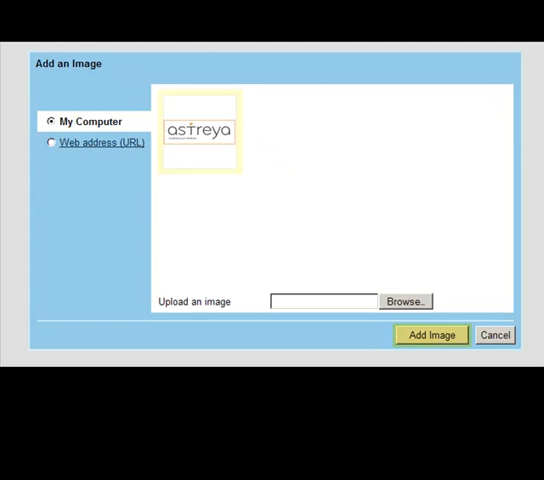 Add an Image
My Computer
Web address (URL)
astreya
Upload an image
Browse..
Add Image
Cancel